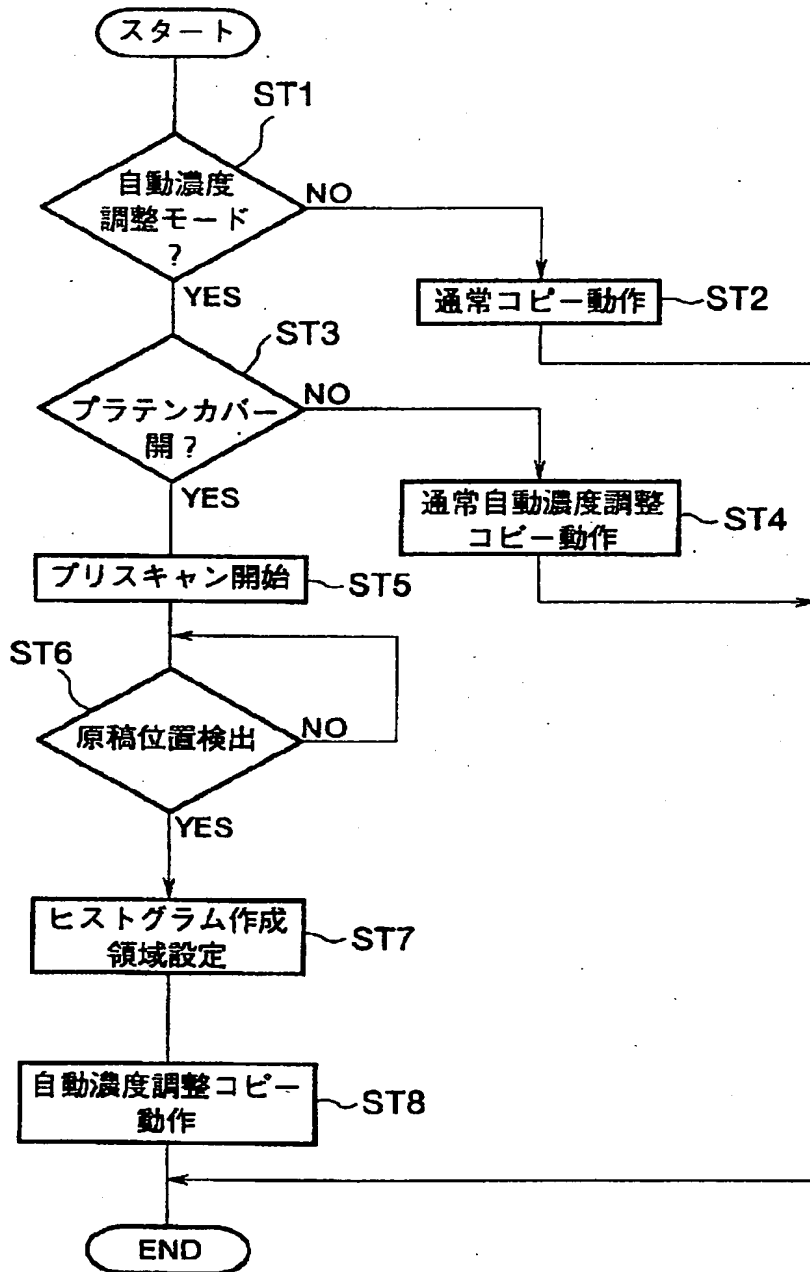 スタート
ST1
自動濃度
調整モード
?
NO
YES
通常コピー動作
ST2
ST3
プラテンカバー
開?
NO
YES
通常自動濃度調整
コピー動作
ST4
プリスキャン開始
ST5
ST6
原稿位置検出
NO
YES
ヒストグラム作成
領域設定
ST7
自動濃度調整コピー
動作
ST8
END